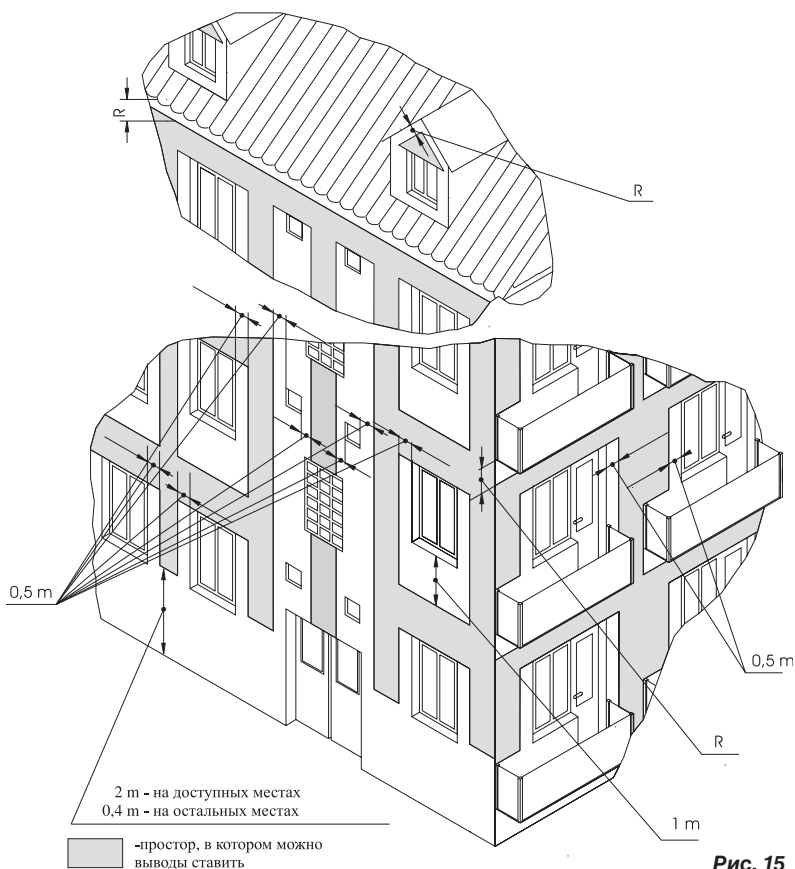 R
R
0,5 m
0,5 m
R
2 m - на доступных местах
0,4 m - на остальных местах
1 m
-простор, в котором можно
выводы ставить
Рис. 15